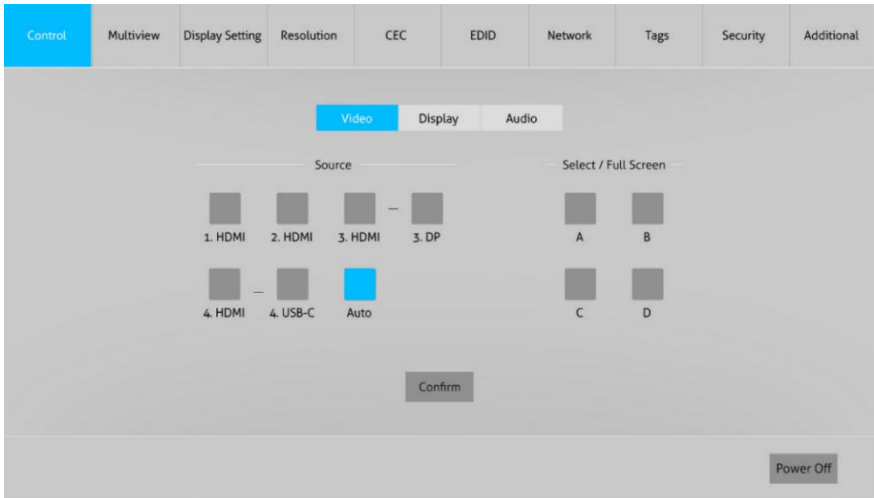 Control Multiview Display Setting Resolution CEC EDID Network Tags Security Additional
Video Display Audio
Source Select / Full Screen
1. HDMI 2. HDMI 3. HDMI 3. DP A B
4. HDMI 4. USB-C Auto C D
Confirm
Power Off